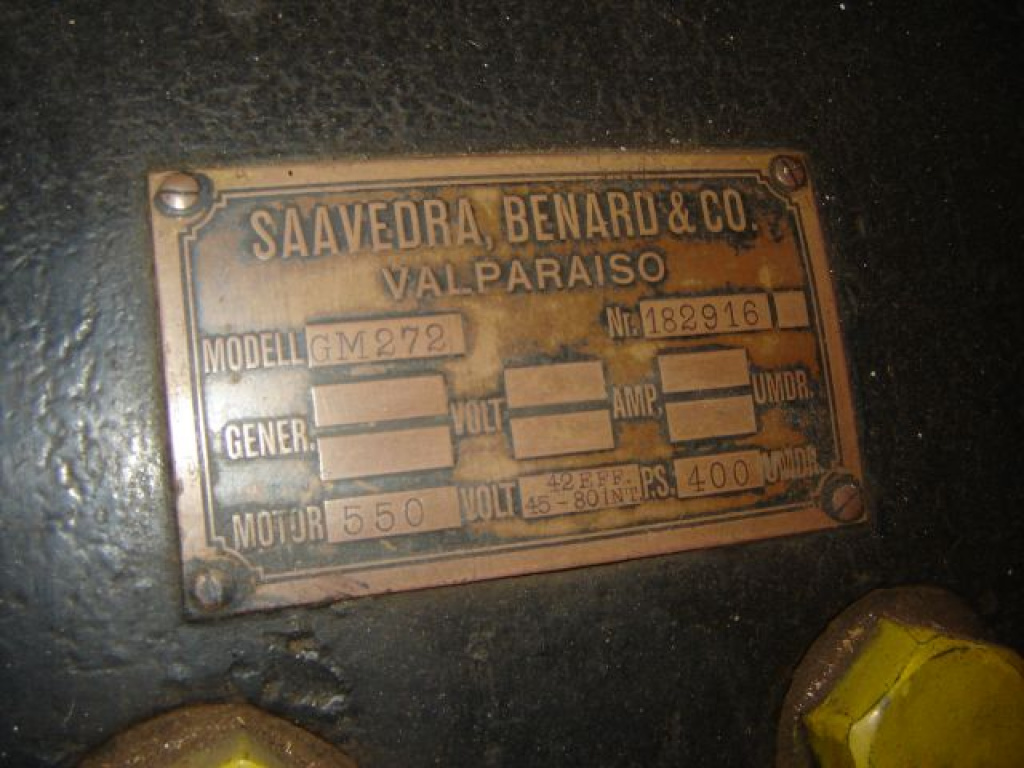 SAAVEDRA, BENARD & CO.
VALPARAISO
MODELL GM272 Nr. 182916
GENER. VOLT AMP. UMDR.
MOTOR 550 VOLT 42 EFF. 45-80 INT P.S. 400 UMDR.